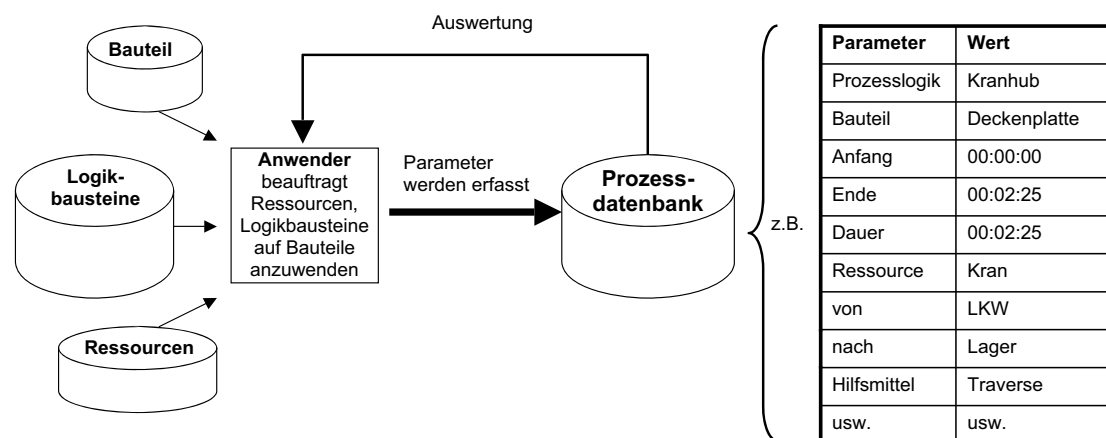 Auswertung
Bauteil
Logik-
bausteine
Ressourcen
Anwender
beauftragt
Ressourcen,
Logikbausteine
auf Bauteile
anzuwenden
Parameter
werden erfasst
Prozess-
datenbank
z.B.
Parameter Wert
Prozesslogik Kranhub
Bauteil Deckenplatte
Anfang 00:00:00
Ende 00:02:25
Dauer 00:02:25
Ressource Kran
von LKW
nach Lager
Hilfsmittel Traverse
usw. usw.